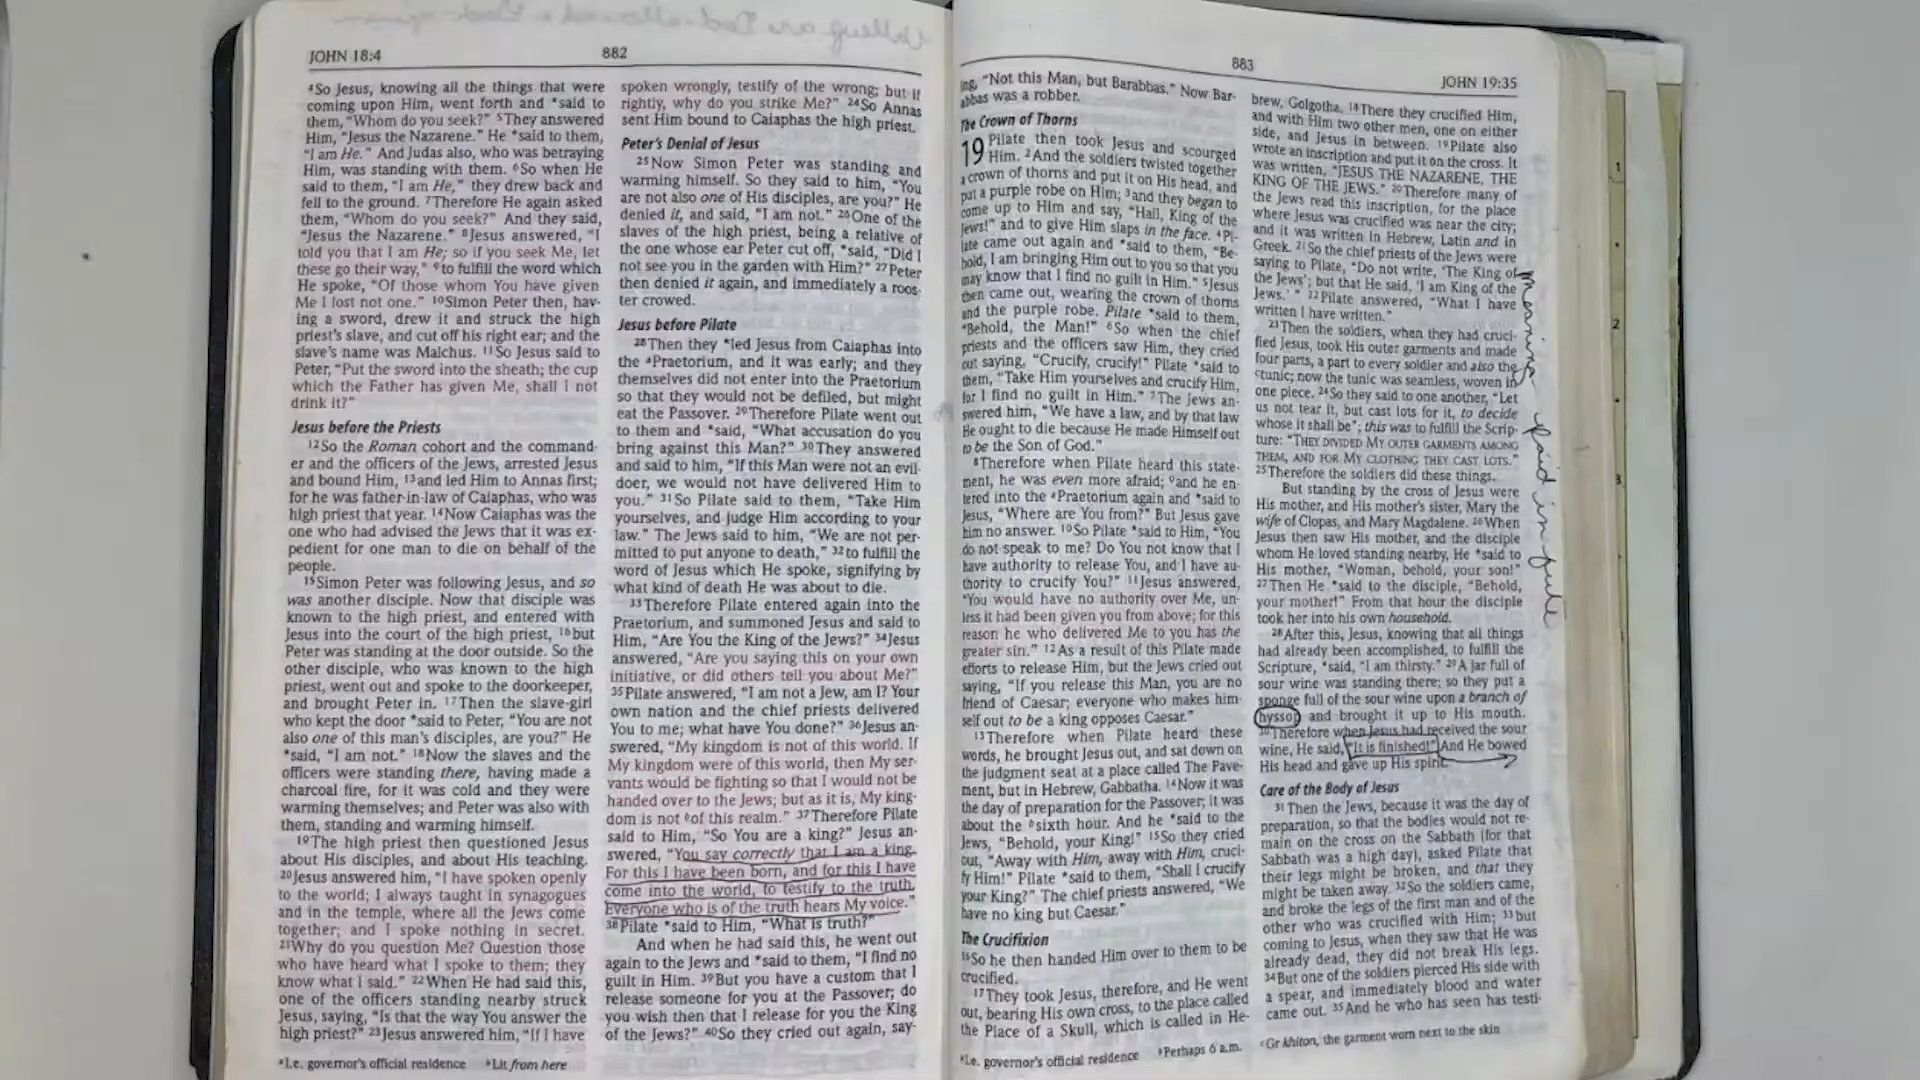 JOHN 18:4
882
⁴So Jesus, knowing all the things that were
coming upon Him, went forth and *said to
them, “Whom do you seek?” ⁵They answered
Him, “Jesus the Nazarene.” He *said to them,
“I am He.” And Judas also, who was betraying
Him, was standing with them. ⁶So when He
said to them, “I am He,” they drew back and
fell to the ground. ⁷Therefore He again asked
them, “Whom do you seek?” And they said,
“Jesus the Nazarene.” ⁸Jesus answered, “I
told you that I am He; so if you seek Me, let
these go their way,” ⁹to fulfill the word which
He spoke, “Of those whom You have given
Me I lost not one.” ¹⁰Simon Peter then, hav-
ing a sword, drew it and struck the high
priest’s slave, and cut off his right ear; and the
slave’s name was Malchus. ¹¹So Jesus said to
Peter, “Put the sword into the sheath; the cup
which the Father has given Me, shall I not
drink it?”
Jesus before the Priests
¹²So the Roman cohort and the command-
er and the officers of the Jews, arrested Jesus
and bound Him, ¹³and led Him to Annas first;
for he was father-in-law of Caiaphas, who was
high priest that year. ¹⁴Now Caiaphas was the
one who had advised the Jews that it was ex-
pedient for one man to die on behalf of the
people.
¹⁵Simon Peter was following Jesus, and so
was another disciple. Now that disciple was
known to the high priest, and entered with
Jesus into the court of the high priest, ¹⁶but
Peter was standing at the door outside. So the
other disciple, who was known to the high
priest, went out and spoke to the doorkeeper,
and brought Peter in. ¹⁷Then the slave-girl
who kept the door *said to Peter, “You are not
also one of this man’s disciples, are you?” He
*said, “I am not.” ¹⁸Now the slaves and the
officers were standing there, having made a
charcoal fire, for it was cold and they were
warming themselves; and Peter was also with
them, standing and warming himself.
¹⁹The high priest then questioned Jesus
about His disciples, and about His teaching.
²⁰Jesus answered him, “I have spoken openly
to the world; I always taught in synagogues
and in the temple, where all the Jews come
together; and I spoke nothing in secret.
²¹Why do you question Me? Question those
who have heard what I spoke to them; they
know what I said.” ²²When He had said this,
one of the officers standing nearby struck
Jesus, saying, “Is that the way You answer the
high priest?” ²³Jesus answered him, “If I have
spoken wrongly, testify of the wrong; but if
rightly, why do you strike Me?” ²⁴So Annas
sent Him bound to Caiaphas the high priest.
Peter’s Denial of Jesus
²⁵Now Simon Peter was standing and
warming himself. So they said to him, “You
are not also one of His disciples, are you?” He
denied it, and said, “I am not.” ²⁶One of the
slaves of the high priest, being a relative of
the one whose ear Peter cut off, *said, “Did I
not see you in the garden with Him?” ²⁷Peter
then denied it again, and immediately a roos-
ter crowed.
Jesus before Pilate
²⁸Then they *led Jesus from Caiaphas into
the ᵃPraetorium, and it was early; and they
themselves did not enter into the Praetorium
so that they would not be defiled, but might
eat the Passover. ²⁹Therefore Pilate went out
to them and *said, “What accusation do you
bring against this Man?” ³⁰They answered
and said to him, “If this Man were not an evil-
doer, we would not have delivered Him to
you.” ³¹So Pilate said to them, “Take Him
yourselves, and judge Him according to your
law.” The Jews said to him, “We are not per-
mitted to put anyone to death,” ³²to fulfill the
word of Jesus which He spoke, signifying by
what kind of death He was about to die.
³³Therefore Pilate entered again into the
Praetorium, and summoned Jesus and said to
Him, “Are You the King of the Jews?” ³⁴Jesus
answered, “Are you saying this on your own
initiative, or did others tell you about Me?”
³⁵Pilate answered, “I am not a Jew, am I? Your
own nation and the chief priests delivered
You to me; what have You done?” ³⁶Jesus an-
swered, “My kingdom is not of this world. If
My kingdom were of this world, then My ser-
vants would be fighting so that I would not be
handed over to the Jews; but as it is, My king-
dom is not ᵇof this realm.” ³⁷Therefore Pilate
said to Him, “So You are a king?” Jesus an-
swered, “You say correctly that I am a king.
For this I have been born, and for this I have
come into the world, to testify to the truth.
Everyone who is of the truth hears My voice.”
³⁸Pilate *said to Him, “What is truth?”
And when he had said this, he went out
again to the Jews and *said to them, “I find no
guilt in Him. ³⁹But you have a custom that I
release someone for you at the Passover; do
you wish then that I release for you the King
of the Jews?” ⁴⁰So they cried out again, say-
ᵃI.e. governor’s official residence ᵇLit from here
883
JOHN 19:35
ing, “Not this Man, but Barabbas.” Now Bar-
abbas was a robber.
The Crown of Thorns
19 Pilate then took Jesus and scourged
Him. ²And the soldiers twisted together
a crown of thorns and put it on His head, and
put a purple robe on Him; ³and they began to
come up to Him and say, “Hail, King of the
Jews!” and to give Him slaps in the face. ⁴Pi-
late came out again and *said to them, “Be-
hold, I am bringing Him out to you so that you
may know that I find no guilt in Him.” ⁵Jesus
then came out, wearing the crown of thorns
and the purple robe. Pilate *said to them,
“Behold, the Man!” ⁶So when the chief
priests and the officers saw Him, they cried
out saying, “Crucify, crucify!” Pilate *said to
them, “Take Him yourselves and crucify Him,
for I find no guilt in Him.” ⁷The Jews an-
swered him, “We have a law, and by that law
He ought to die because He made Himself out
to be the Son of God.”
⁸Therefore when Pilate heard this state-
ment, he was even more afraid; ⁹and he en-
tered into the ᵃPraetorium again and *said to
Jesus, “Where are You from?” But Jesus gave
him no answer. ¹⁰So Pilate *said to Him, “You
do not speak to me? Do You not know that I
have authority to release You, and I have au-
thority to crucify You?” ¹¹Jesus answered,
“You would have no authority over Me, un-
less it had been given you from above; for this
reason he who delivered Me to you has the
greater sin.” ¹²As a result of this Pilate made
efforts to release Him, but the Jews cried out
saying, “If you release this Man, you are no
friend of Caesar; everyone who makes him-
self out to be a king opposes Caesar.”
¹³Therefore when Pilate heard these
words, he brought Jesus out, and sat down on
the judgment seat at a place called The Pave-
ment, but in Hebrew, Gabbatha. ¹⁴Now it was
the day of preparation for the Passover; it was
about the ᵇsixth hour. And he *said to the
Jews, “Behold, your King!” ¹⁵So they cried
out, “Away with Him, away with Him, cruci-
fy Him!” Pilate *said to them, “Shall I crucify
your King?” The chief priests answered, “We
have no king but Caesar.”
The Crucifixion
¹⁶So he then handed Him over to them to be
crucified.
¹⁷They took Jesus, therefore, and He went
out, bearing His own cross, to the place called
the Place of a Skull, which is called in He-
ᵃI.e. governor’s official residence ᵇPerhaps 6 a.m.
brew, Golgotha. ¹⁸There they crucified Him,
and with Him two other men, one on either
side, and Jesus in between. ¹⁹Pilate also
wrote an inscription and put it on the cross. It
was written, “JESUS THE NAZARENE, THE
KING OF THE JEWS.” ²⁰Therefore many of
the Jews read this inscription, for the place
where Jesus was crucified was near the city;
and it was written in Hebrew, Latin and in
Greek. ²¹So the chief priests of the Jews were
saying to Pilate, “Do not write, ‘The King of
the Jews’; but that He said, ‘I am King of the
Jews.’ ” ²²Pilate answered, “What I have
written I have written.”
²³Then the soldiers, when they had cruci-
fied Jesus, took His outer garments and made
four parts, a part to every soldier and also the
ᶜtunic; now the tunic was seamless, woven in
one piece. ²⁴So they said to one another, “Let
us not tear it, but cast lots for it, to decide
whose it shall be”; this was to fulfill the Scrip-
ture: “THEY DIVIDED MY OUTER GARMENTS AMONG
THEM, AND FOR MY CLOTHING THEY CAST LOTS.”
²⁵Therefore the soldiers did these things.
But standing by the cross of Jesus were
His mother, and His mother’s sister, Mary the
wife of Clopas, and Mary Magdalene. ²⁶When
Jesus then saw His mother, and the disciple
whom He loved standing nearby, He *said to
His mother, “Woman, behold, your son!”
²⁷Then He *said to the disciple, “Behold,
your mother!” From that hour the disciple
took her into his own household.
²⁸After this, Jesus, knowing that all things
had already been accomplished, to fulfill the
Scripture, *said, “I am thirsty.” ²⁹A jar full of
sour wine was standing there; so they put a
sponge full of the sour wine upon a branch of
hyssop and brought it up to His mouth.
³⁰Therefore when Jesus had received the sour
wine, He said, “It is finished!” And He bowed
His head and gave up His spirit.
Care of the Body of Jesus
³¹Then the Jews, because it was the day of
preparation, so that the bodies would not re-
main on the cross on the Sabbath (for that
Sabbath was a high day), asked Pilate that
their legs might be broken, and that they
might be taken away. ³²So the soldiers came,
and broke the legs of the first man and of the
other who was crucified with Him; ³³but
coming to Jesus, when they saw that He was
already dead, they did not break His legs.
³⁴But one of the soldiers pierced His side with
a spear, and immediately blood and water
came out. ³⁵And he who has seen has testi-
ᶜGr khiton, the garment worn next to the skin
meaning – paid in full
1
2
3